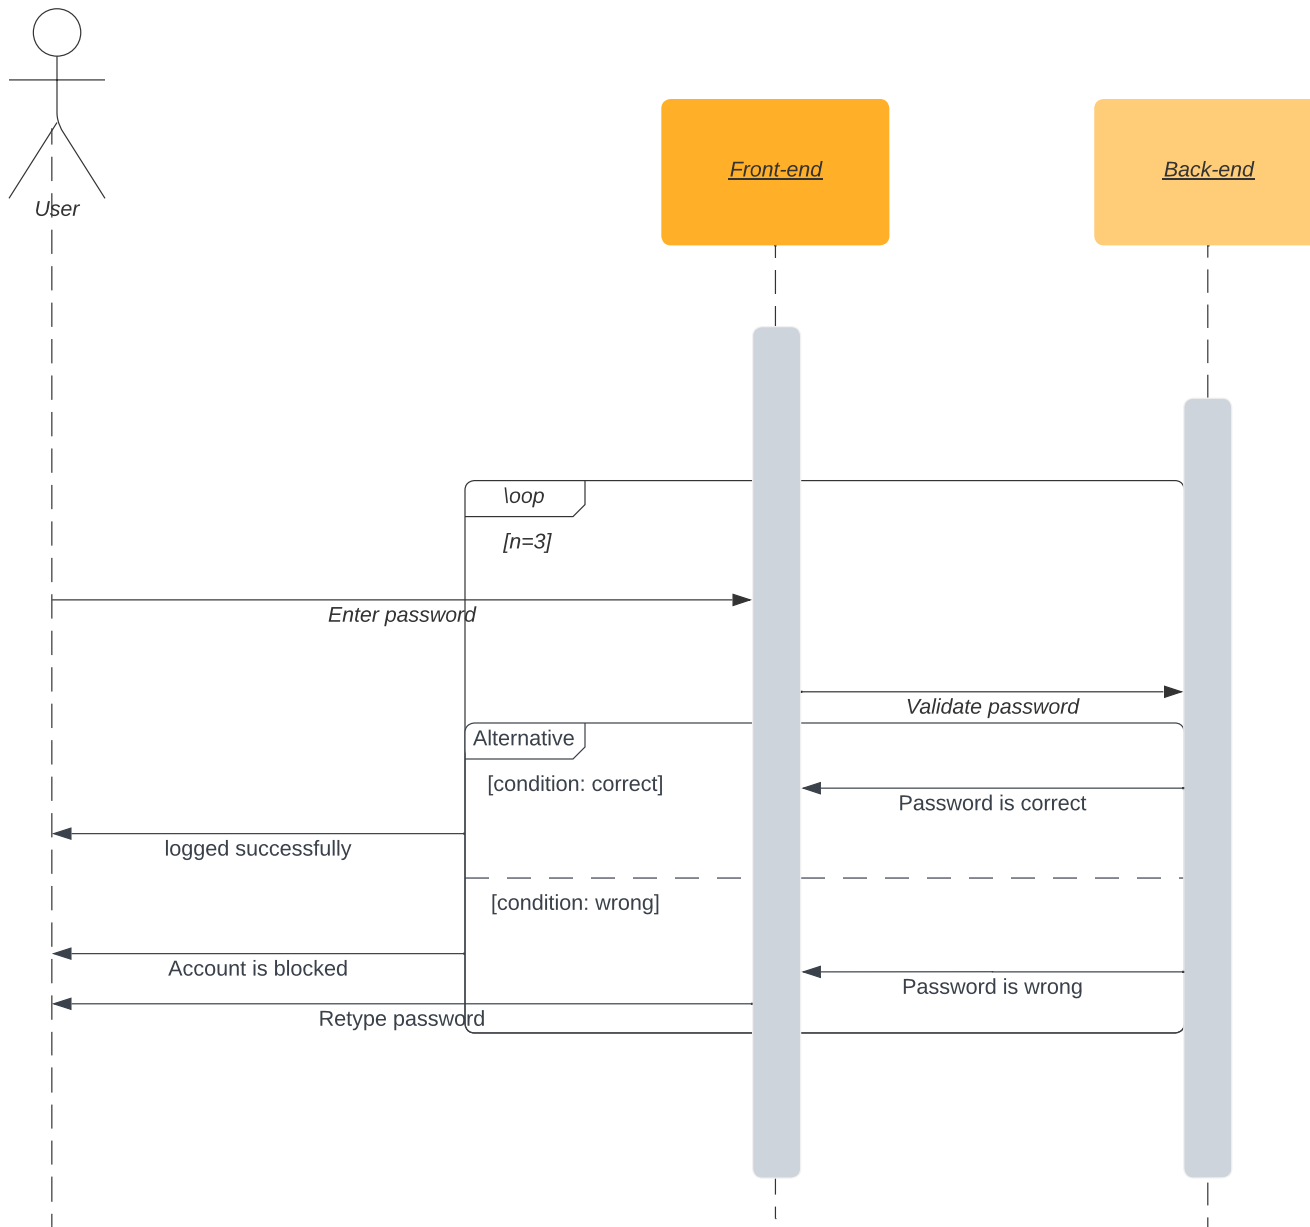 User
Front-end
Back-end
\oop
[n=3]
Enter password
Validate password
Alternative
[condition: correct]
Password is correct
logged successfully
[condition: wrong]
Account is blocked
Password is wrong
Retype password